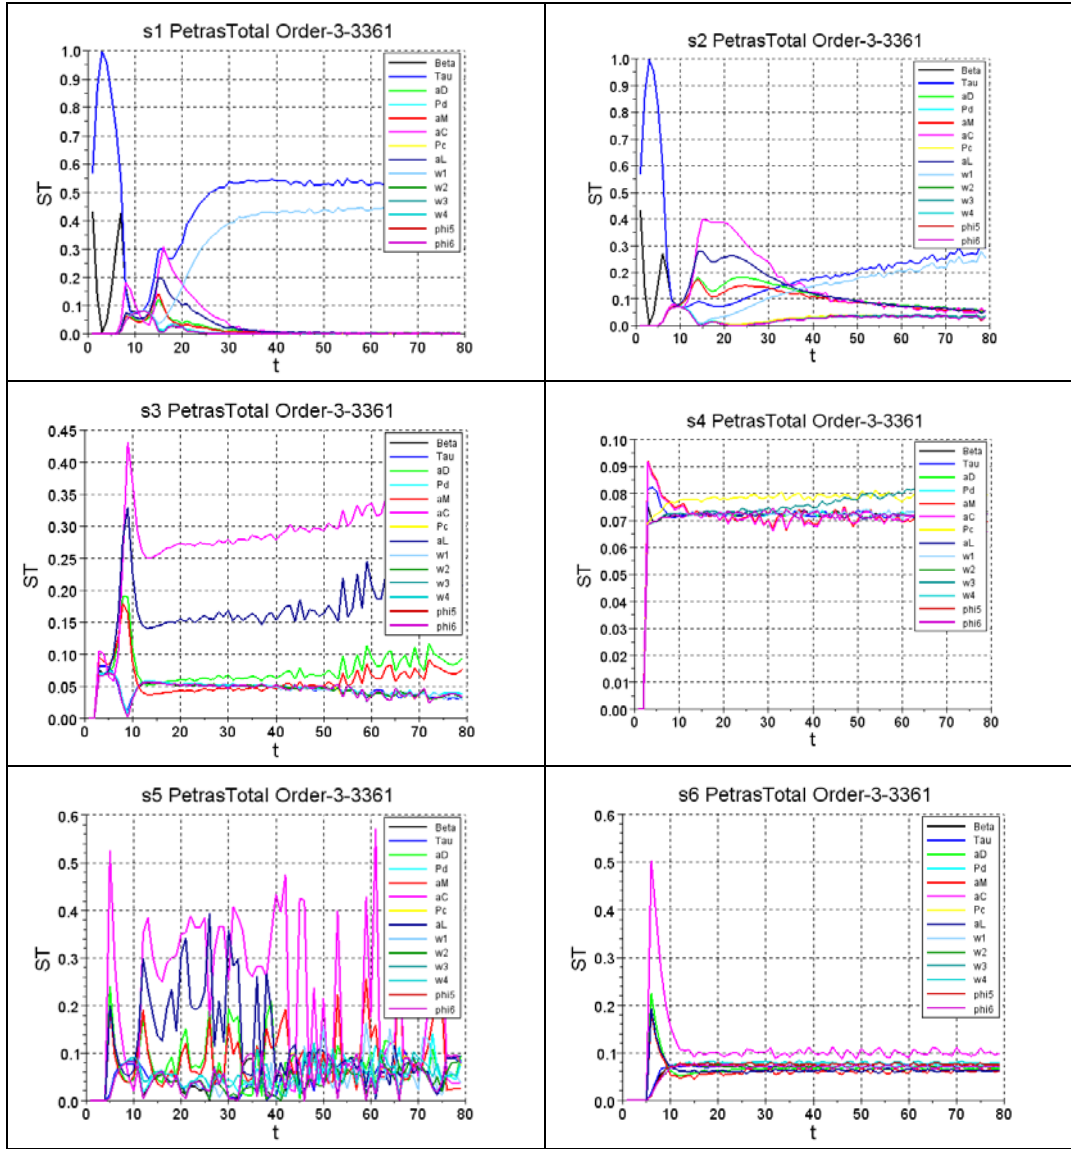 s1 PetrasTotal Order-3-3361
1.0
0.9
0.8
0.7
0.6
0.5
0.4
0.3
0.2
0.1
0.0
ST
0 10 20 30 40 50 60 70 80
t
Beta
Tau
aD
Pd
aM
aC
Pc
aL
w1
w2
w3
w4
phi5
phi6
s2 PetrasTotal Order-3-3361
1.0
0.9
0.8
0.7
0.6
0.5
0.4
0.3
0.2
0.1
0.0
ST
0 10 20 30 40 50 60 70 80
t
Beta
Tau
aD
Pd
aM
aC
Pc
aL
w1
w2
w3
w4
phi5
phi6
s3 PetrasTotal Order-3-3361
0.45
0.40
0.35
0.30
0.25
0.20
0.15
0.10
0.05
0.00
ST
0 10 20 30 40 50 60 70 80
t
Beta
Tau
aD
Pd
aM
aC
Pc
aL
w1
w2
w3
w4
phi5
phi6
s4 PetrasTotal Order-3-3361
0.10
0.09
0.08
0.07
0.06
0.05
0.04
0.03
0.02
0.01
0.00
ST
0 10 20 30 40 50 60 70 80
t
Beta
Tau
aD
Pd
aM
aC
Pc
aL
w1
w2
w3
w4
phi5
phi6
s5 PetrasTotal Order-3-3361
0.6
0.5
0.4
0.3
0.2
0.1
0.0
ST
0 10 20 30 40 50 60 70 80
t
Beta
Tau
aD
Pd
aM
aC
Pc
aL
w1
w2
w3
w4
phi5
phi6
s6 PetrasTotal Order-3-3361
0.6
0.5
0.4
0.3
0.2
0.1
0.0
ST
0 10 20 30 40 50 60 70 80
t
Beta
Tau
aD
Pd
aM
aC
Pc
aL
w1
w2
w3
w4
phi5
phi6